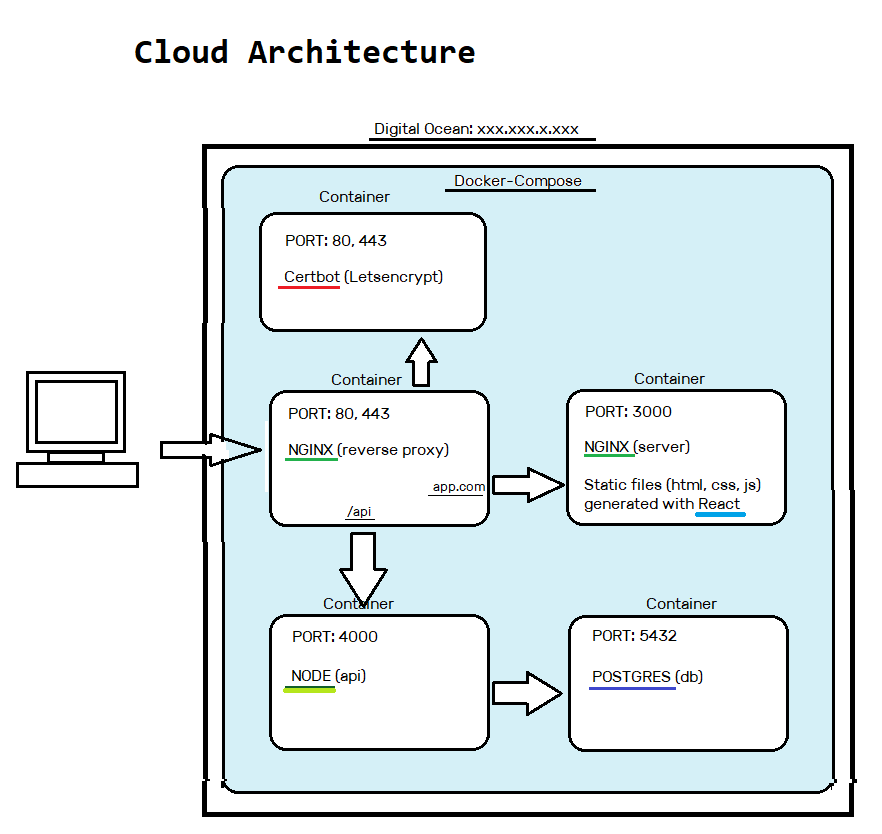 Cloud Architecture
Digital Ocean: xxx.xxx.x.xxx
Docker-Compose
Container
PORT: 80, 443
Certbot (Letsencrypt)
Container
PORT: 80, 443
NGINX (reverse proxy)
app.com
/api
Container
PORT: 3000
NGINX (server)
Static files (html, css, js)
generated with React
Container
PORT: 4000
NODE (api)
Container
PORT: 5432
POSTGRES (db)